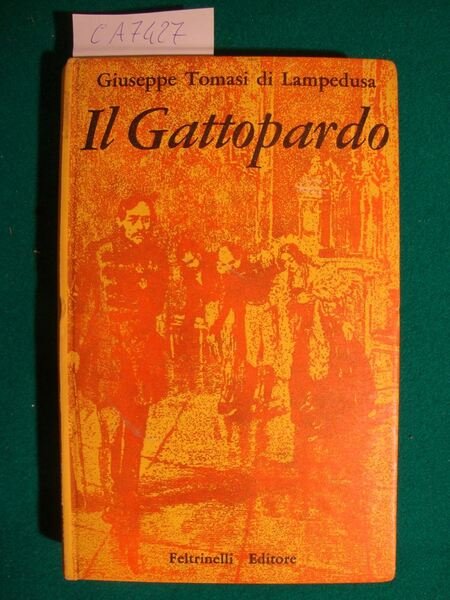 CA7427
Giuseppe Tomasi di Lampedusa
Il Gattopardo
Feltrinelli Editore